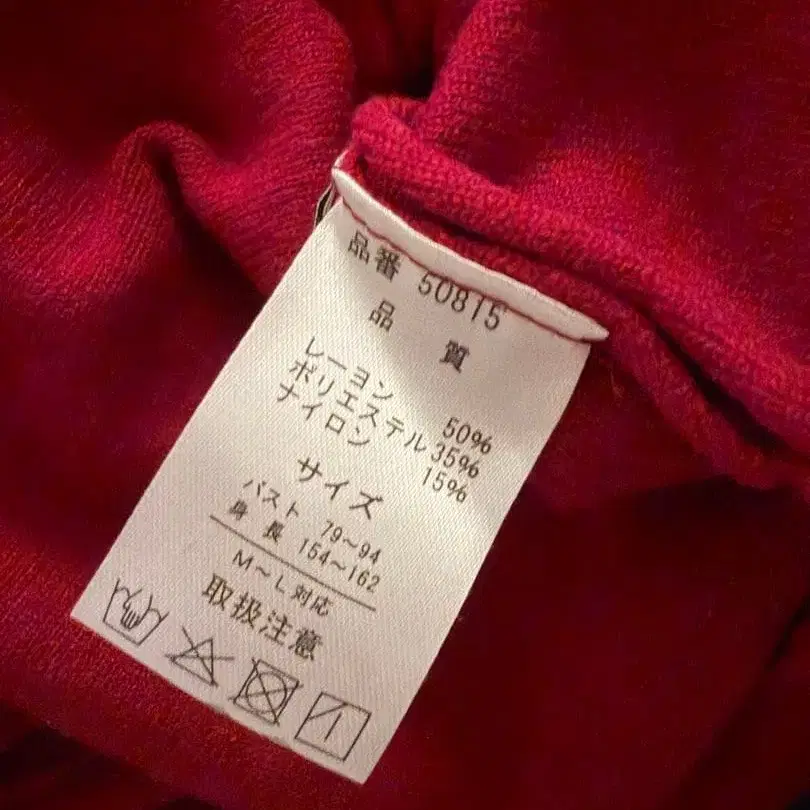 品番 50815
品 質
レーヨン 50%
ポリエステル 35%
ナイロン 15%
サイズ
バスト 79～94
身長 154～162
M～L対応
取扱注意